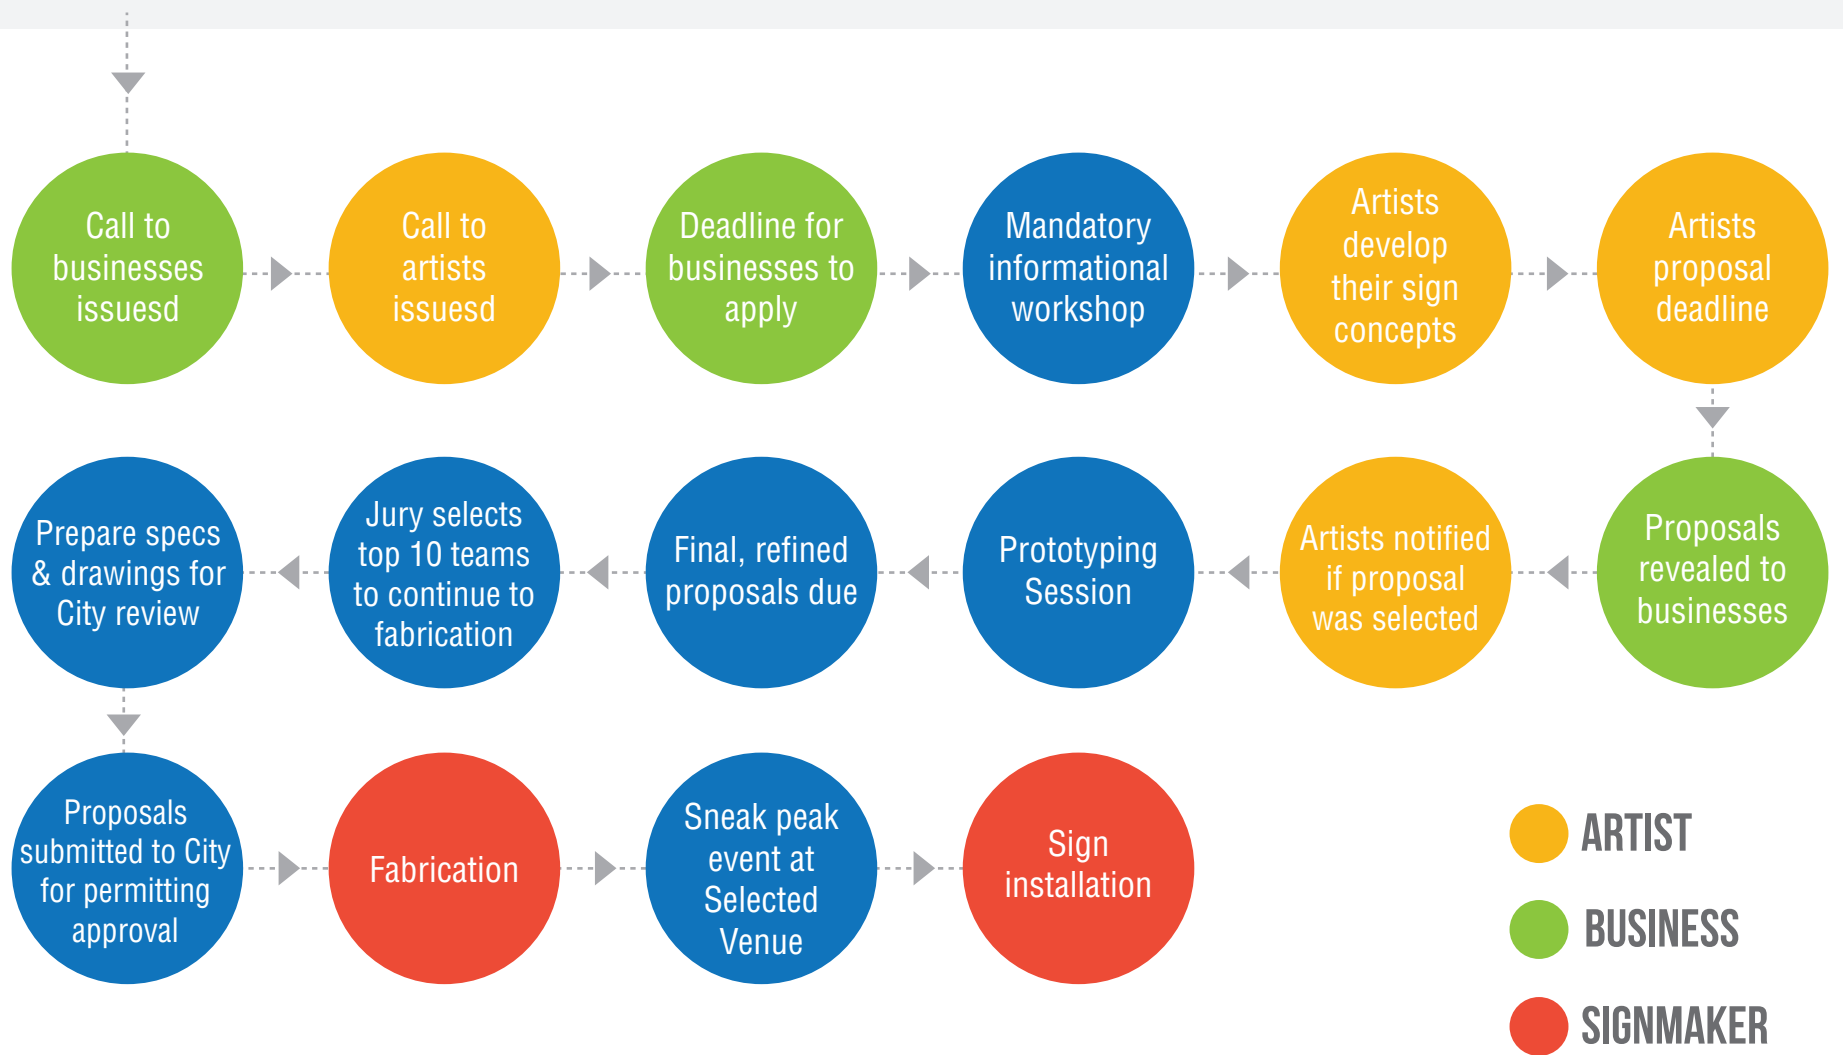 Call to
businesses
issuesd
Call to
artists
issuesd
Deadline for
businesses to
apply
Mandatory
informational
workshop
Artists
develop
their sign
concepts
Artists
proposal
deadline
Proposals
revealed to
businesses
Artists notified
if proposal
was selected
Prototyping
Session
Final, refined
proposals due
Jury selects
top 10 teams
to continue to
fabrication
Prepare specs
& drawings for
City review
Proposals
submitted to City
for permitting
approval
Fabrication
Sneak peak
event at
Selected
Venue
Sign
installation
ARTIST
BUSINESS
SIGNMAKER